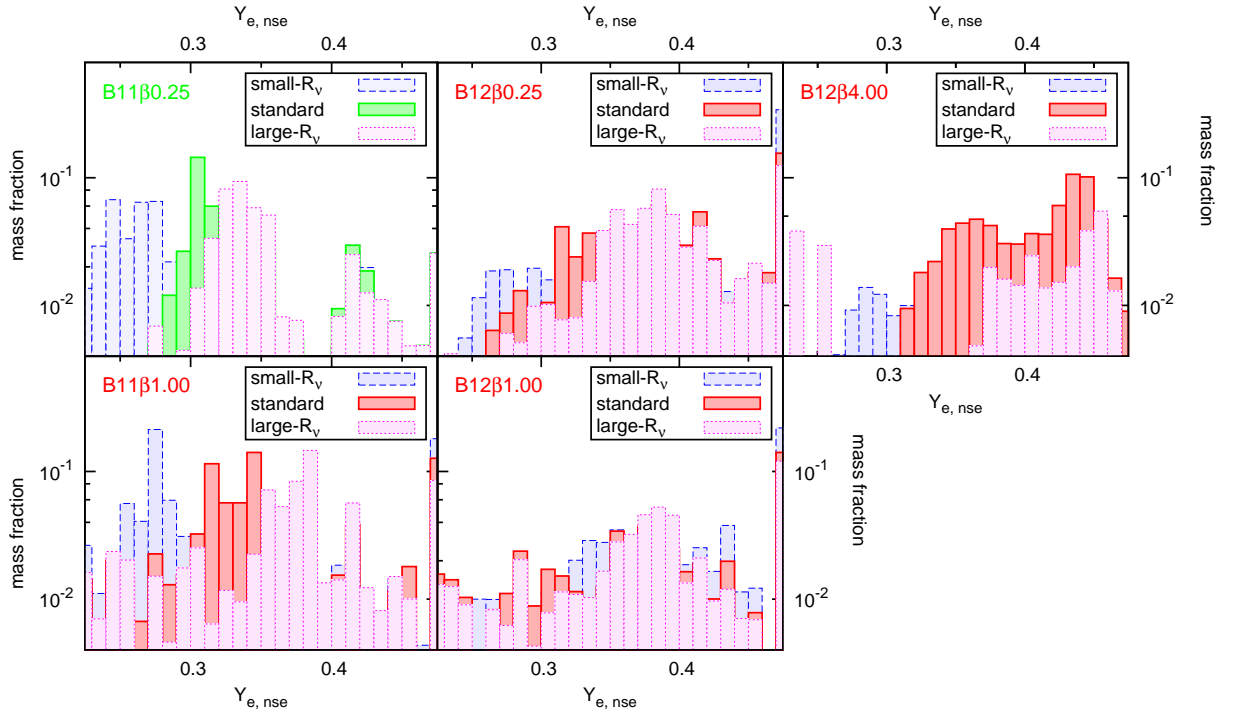 Y_e, nse
Y_e, nse
Y_e, nse
0.3
0.4
0.3
0.4
0.3
0.4
B11β0.25
small-R_ν
standard
large-R_ν
B12β0.25
small-R_ν
standard
large-R_ν
B12β4.00
small-R_ν
standard
large-R_ν
mass fraction
10^-1
10^-2
10^-1
10^-2
mass fraction
0.3
0.4
Y_e, nse
B11β1.00
small-R_ν
standard
large-R_ν
B12β1.00
small-R_ν
standard
large-R_ν
mass fraction
10^-1
10^-2
10^-1
10^-2
mass fraction
0.3
0.4
0.3
0.4
Y_e, nse
Y_e, nse